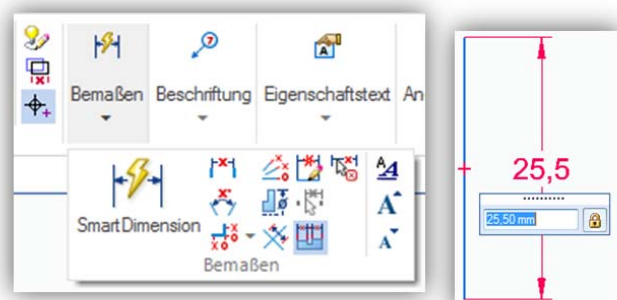 Bemaßen Beschriftung Eigenschaftstext An
SmartDimension
Bemaßen
25,5
25,50 mm